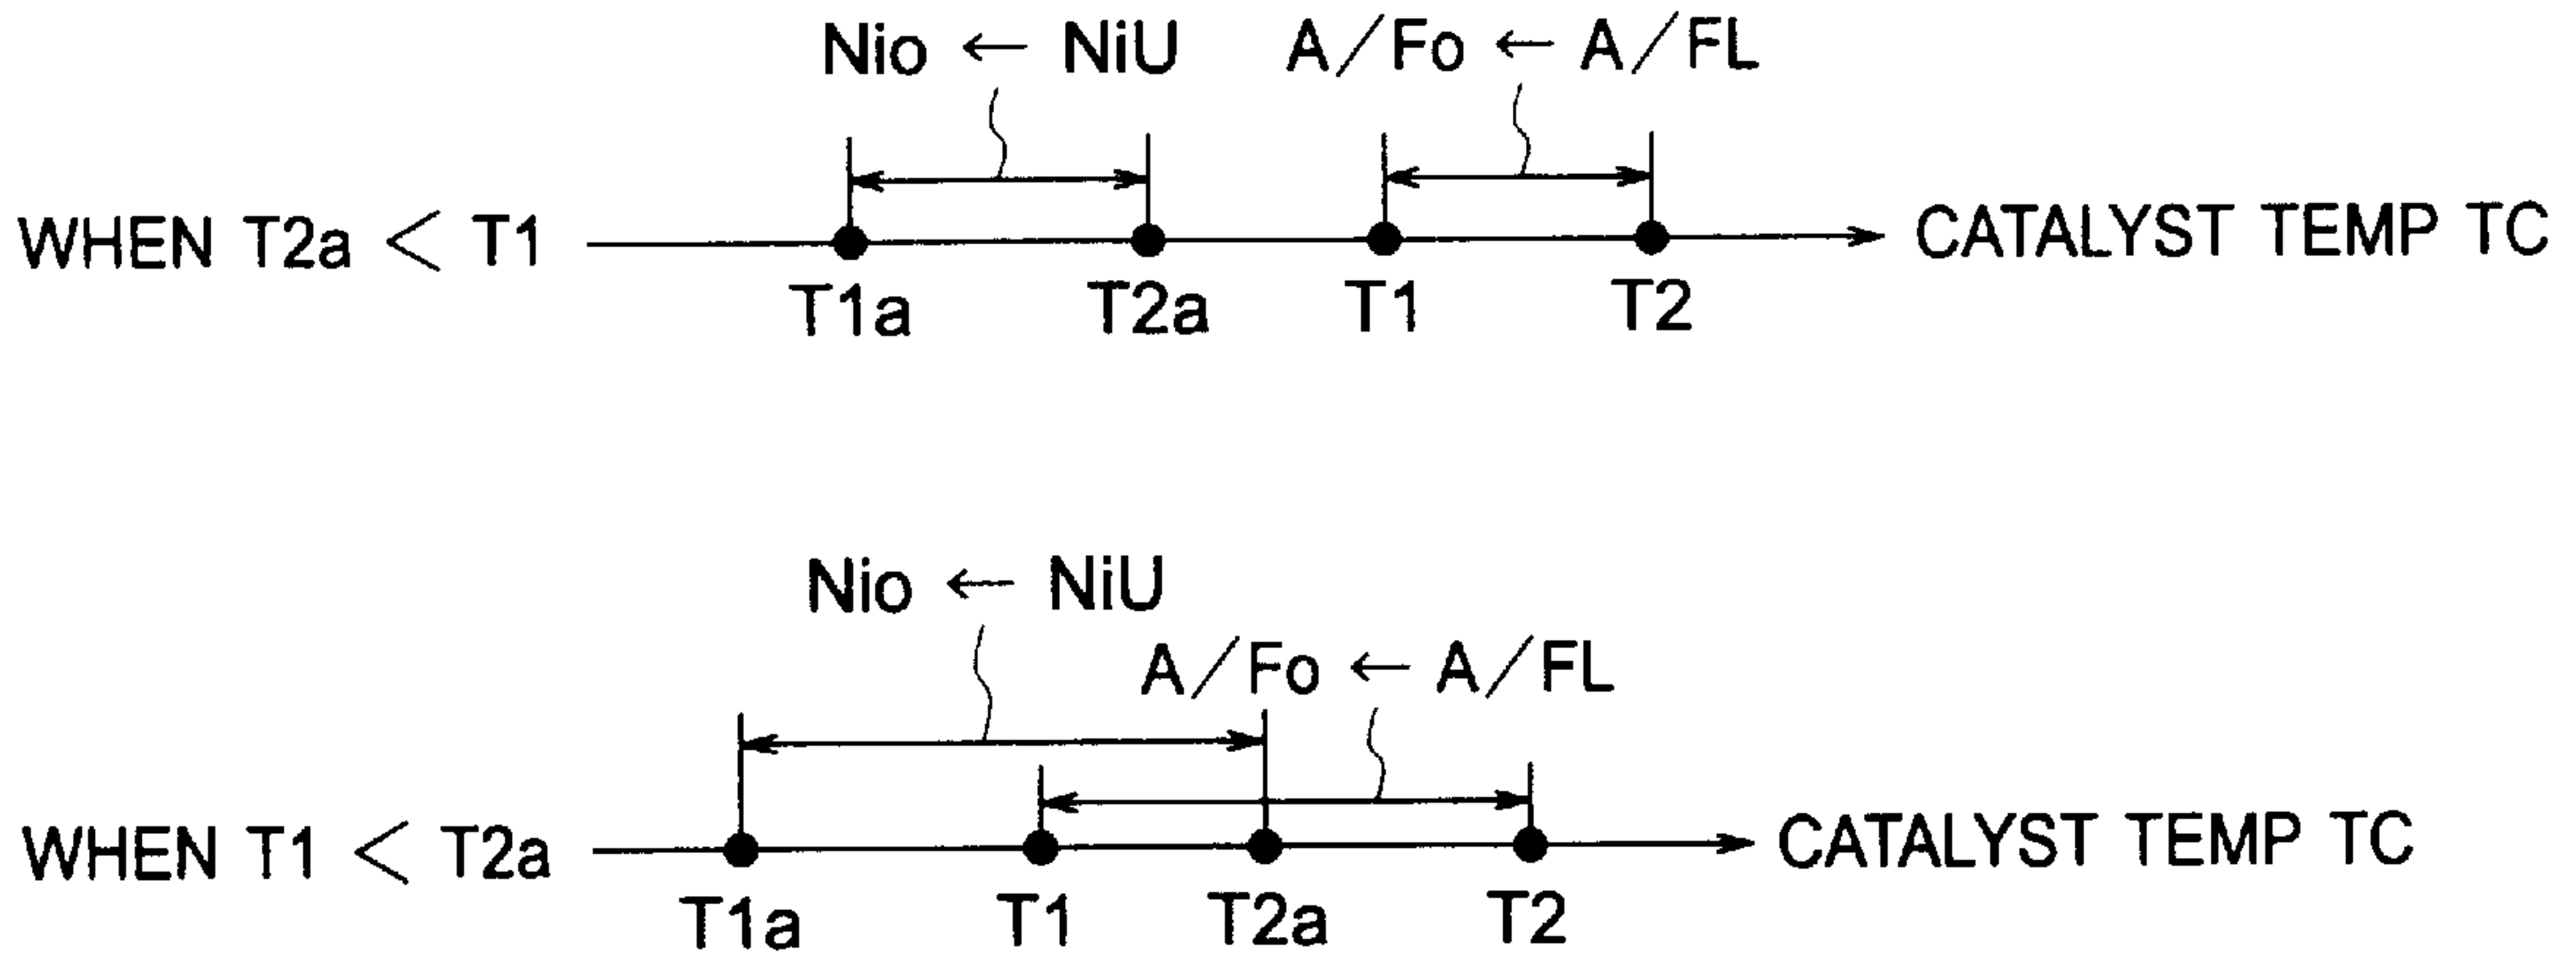 Nio ← NiU A/Fo ← A/FL
WHEN T2a < T1 CATALYST TEMP TC
T1a T2a T1 T2
Nio ← NiU
A/Fo ← A/FL
WHEN T1 < T2a CATALYST TEMP TC
T1a T1 T2a T2